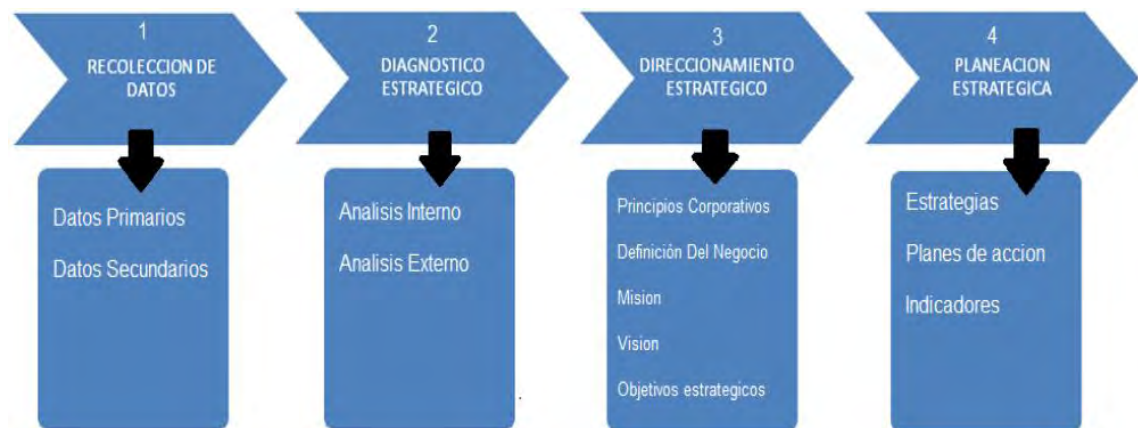 1
RECOLECCION DE
DATOS
Datos Primarios
Datos Secundarios
2
DIAGNOSTICO
ESTRATEGICO
Analisis Interno
Analisis Externo
3
DIRECCIONAMIENTO
ESTRATEGICO
Principios Corporativos
Definición Del Negocio
Mision
Vision
Objetivos estrategicos
4
PLANEACION
ESTRATEGICA
Estrategias
Planes de accion
Indicadores